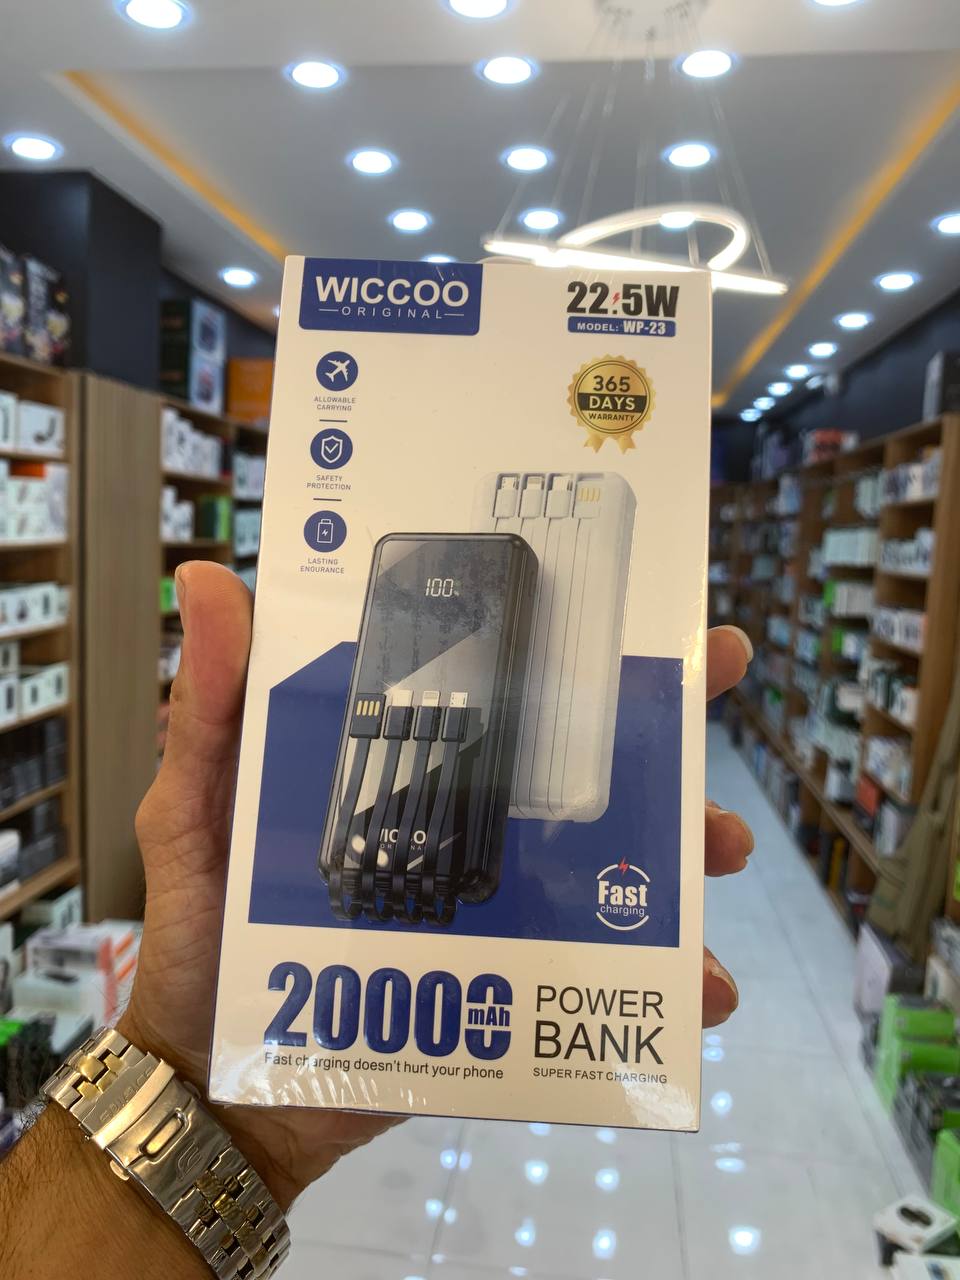 WICCOO
ORIGINAL
22.5W
MODEL: WP-23
ALLOWABLE
CARRYING
365
DAYS
WARRANTY
SAFETY
PROTECTION
LASTING
ENDURANCE
100%
Fast
charging
20000
mAh
POWER
BANK
Fast charging doesn't hurt your phone
SUPER FAST CHARGING